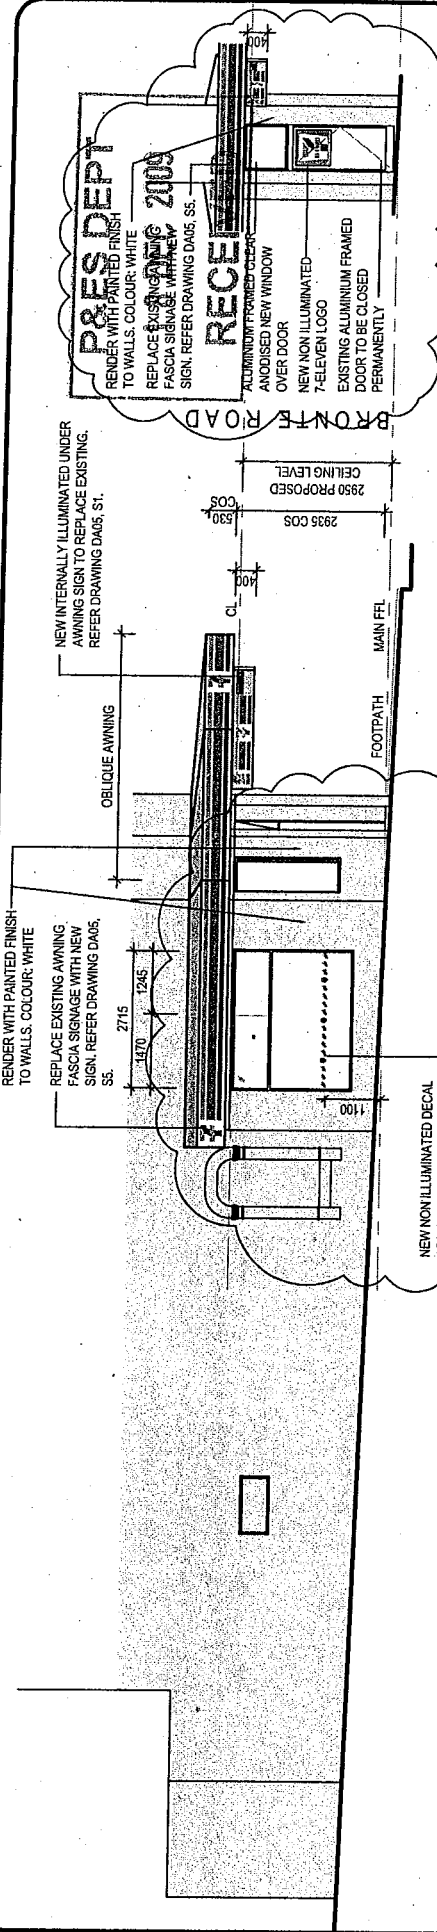 RENDER WITH PAINTED FINISH
TO WALLS. COLOUR: WHITE
REPLACE EXISTING AWNING
FASCIA SIGNAGE WITH NEW
SIGN. REFER DRAWING DA05,
S5.
2715
1470
1245
OBLIQUE AWNING
NEW INTERNALLY ILLUMINATED UNDER
AWNING SIGN TO REPLACE EXISTING.
REFER DRAWING DA05, S1.
CL
400
530
COS
2935 COS
2950 PROPOSED
CEILING LEVEL
FOOTPATH
MAIN FFL
1100
NEW NON ILLUMINATED DECAL
BRONTE ROAD
P&ES DEPT
2009
RECE
RENDER WITH PAINTED FINISH
TO WALLS. COLOUR: WHITE
REPLACE EXISTING AWNING
FASCIA SIGNAGE WITH NEW
SIGN. REFER DRAWING DA05, S5.
ALUMINIUM FRAMED CLEAR
ANODISED NEW WINDOW
OVER DOOR
NEW NON ILLUMINATED
7-ELEVEN LOGO
EXISTING ALUMINIUM FRAMED
DOOR TO BE CLOSED
PERMANENTLY
400